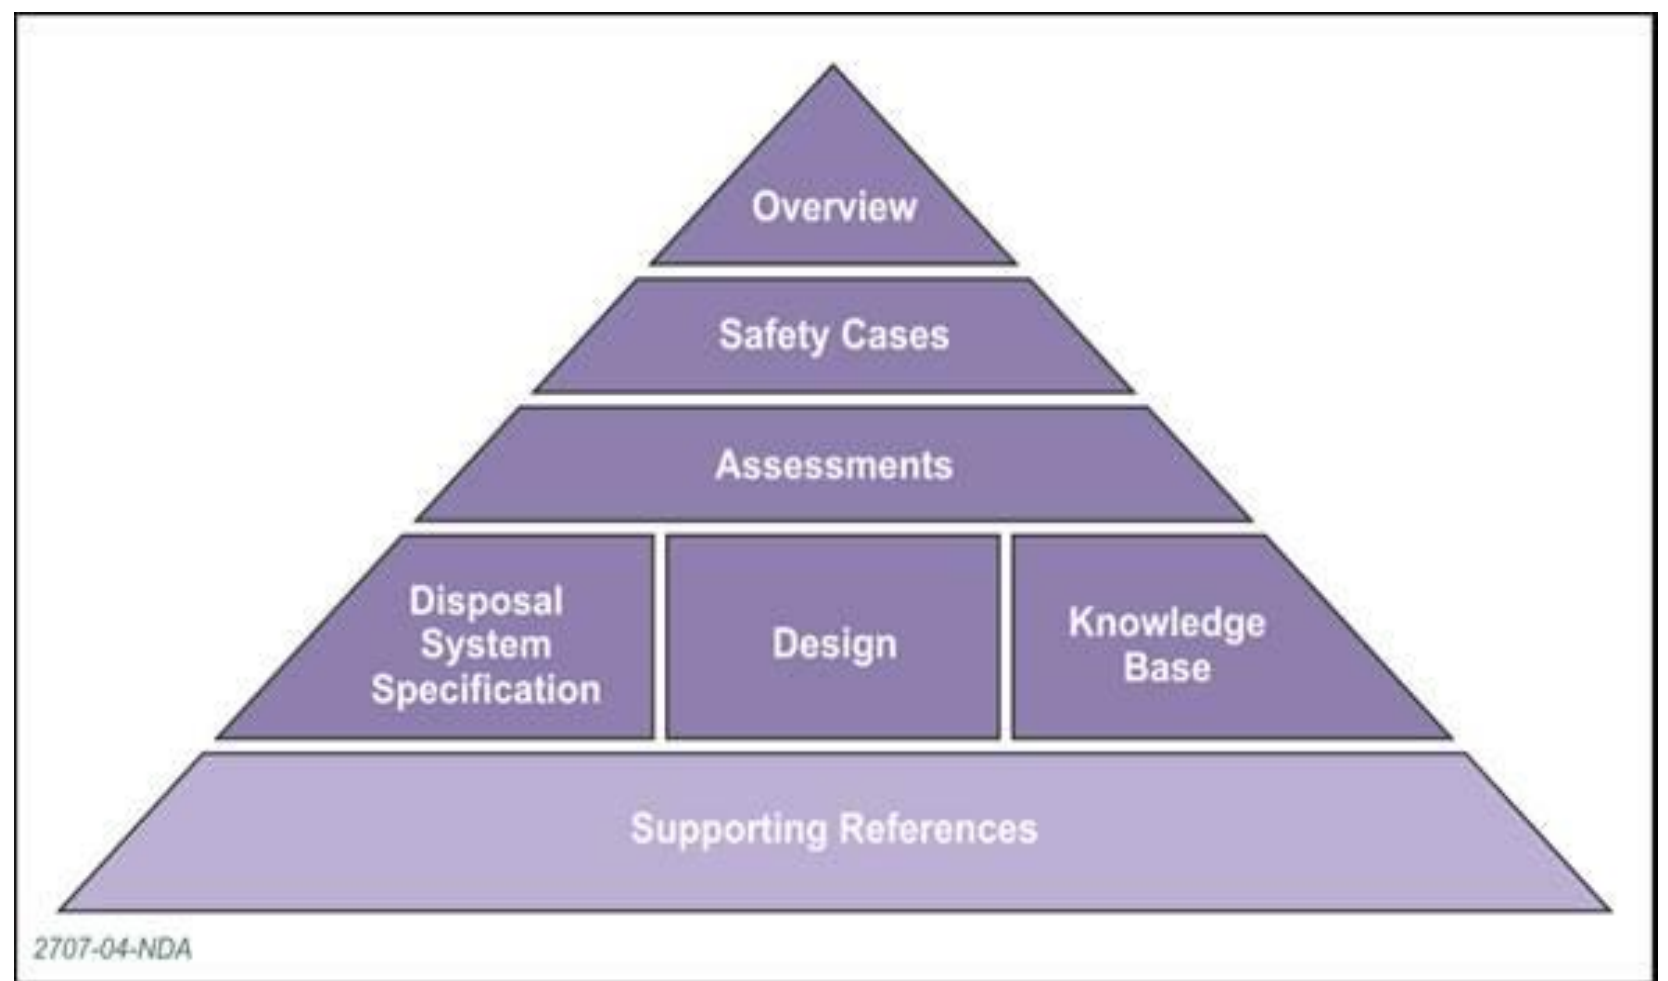 Overview
Safety Cases
Assessments
Disposal
System
Specification
Design
Knowledge
Base
Supporting References
2707-04-NDA